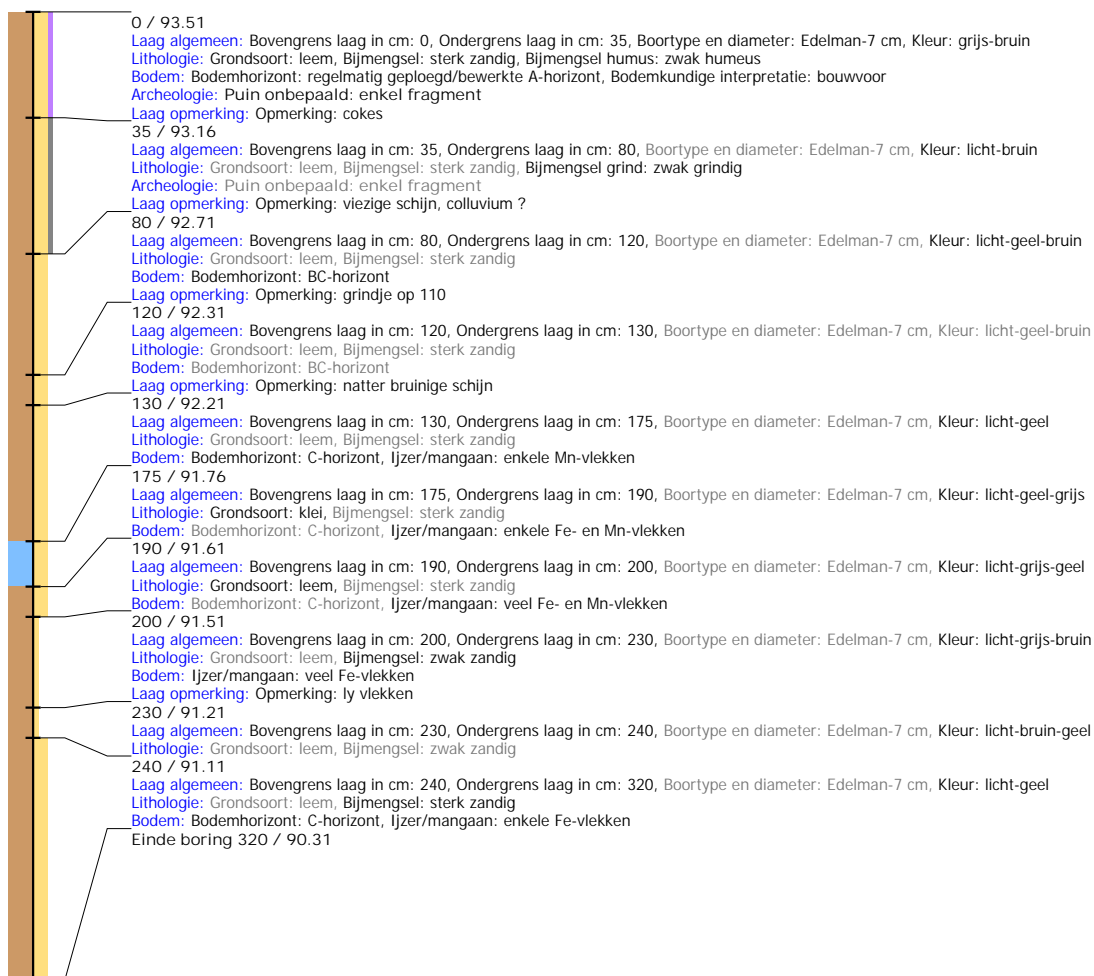 0 / 93.51
Laag algemeen: Bovengrens laag in cm: 0, Ondergrens laag in cm: 35, Boortype en diameter: Edelman-7 cm, Kleur: grijs-bruin
Lithologie: Grondsoort: leem, Bijmengsel: sterk zandig, Bijmengsel humus: zwak humeus
Bodem: Bodemhorizont: regelmatig geploegd/bewerkte A-horizont, Bodemkundige interpretatie: bouwvoor
Archeologie: Puin onbepaald: enkel fragment
Laag opmerking: Opmerking: cokes
35 / 93.16
Laag algemeen: Bovengrens laag in cm: 35, Ondergrens laag in cm: 80, Boortype en diameter: Edelman-7 cm, Kleur: licht-bruin
Lithologie: Grondsoort: leem, Bijmengsel: sterk zandig, Bijmengsel grind: zwak grindig
Archeologie: Puin onbepaald: enkel fragment
Laag opmerking: Opmerking: viezige schijn, colluvium ?
80 / 92.71
Laag algemeen: Bovengrens laag in cm: 80, Ondergrens laag in cm: 120, Boortype en diameter: Edelman-7 cm, Kleur: licht-geel-bruin
Lithologie: Grondsoort: leem, Bijmengsel: sterk zandig
Bodem: Bodemhorizont: BC-horizont
Laag opmerking: Opmerking: grindje op 110
120 / 92.31
Laag algemeen: Bovengrens laag in cm: 120, Ondergrens laag in cm: 130, Boortype en diameter: Edelman-7 cm, Kleur: licht-geel-bruin
Lithologie: Grondsoort: leem, Bijmengsel: sterk zandig
Bodem: Bodemhorizont: BC-horizont
Laag opmerking: Opmerking: natter bruinige schijn
130 / 92.21
Laag algemeen: Bovengrens laag in cm: 130, Ondergrens laag in cm: 175, Boortype en diameter: Edelman-7 cm, Kleur: licht-geel
Lithologie: Grondsoort: leem, Bijmengsel: sterk zandig
Bodem: Bodemhorizont: C-horizont, Ijzer/mangaan: enkele Mn-vlekken
175 / 91.76
Laag algemeen: Bovengrens laag in cm: 175, Ondergrens laag in cm: 190, Boortype en diameter: Edelman-7 cm, Kleur: licht-geel-grijs
Lithologie: Grondsoort: klei, Bijmengsel: sterk zandig
Bodem: Bodemhorizont: C-horizont, Ijzer/mangaan: enkele Fe- en Mn-vlekken
190 / 91.61
Laag algemeen: Bovengrens laag in cm: 190, Ondergrens laag in cm: 200, Boortype en diameter: Edelman-7 cm, Kleur: licht-grijs-geel
Lithologie: Grondsoort: leem, Bijmengsel: sterk zandig
Bodem: Bodemhorizont: C-horizont, Ijzer/mangaan: veel Fe- en Mn-vlekken
200 / 91.51
Laag algemeen: Bovengrens laag in cm: 200, Ondergrens laag in cm: 230, Boortype en diameter: Edelman-7 cm, Kleur: licht-grijs-bruin
Lithologie: Grondsoort: leem, Bijmengsel: zwak zandig
Bodem: Ijzer/mangaan: veel Fe-vlekken
Laag opmerking: Opmerking: ly vlekken
230 / 91.21
Laag algemeen: Bovengrens laag in cm: 230, Ondergrens laag in cm: 240, Boortype en diameter: Edelman-7 cm, Kleur: licht-bruin-geel
Lithologie: Grondsoort: leem, Bijmengsel: zwak zandig
240 / 91.11
Laag algemeen: Bovengrens laag in cm: 240, Ondergrens laag in cm: 320, Boortype en diameter: Edelman-7 cm, Kleur: licht-geel
Lithologie: Grondsoort: leem, Bijmengsel: sterk zandig
Bodem: Bodemhorizont: C-horizont, Ijzer/mangaan: enkele Fe-vlekken
Einde boring 320 / 90.31